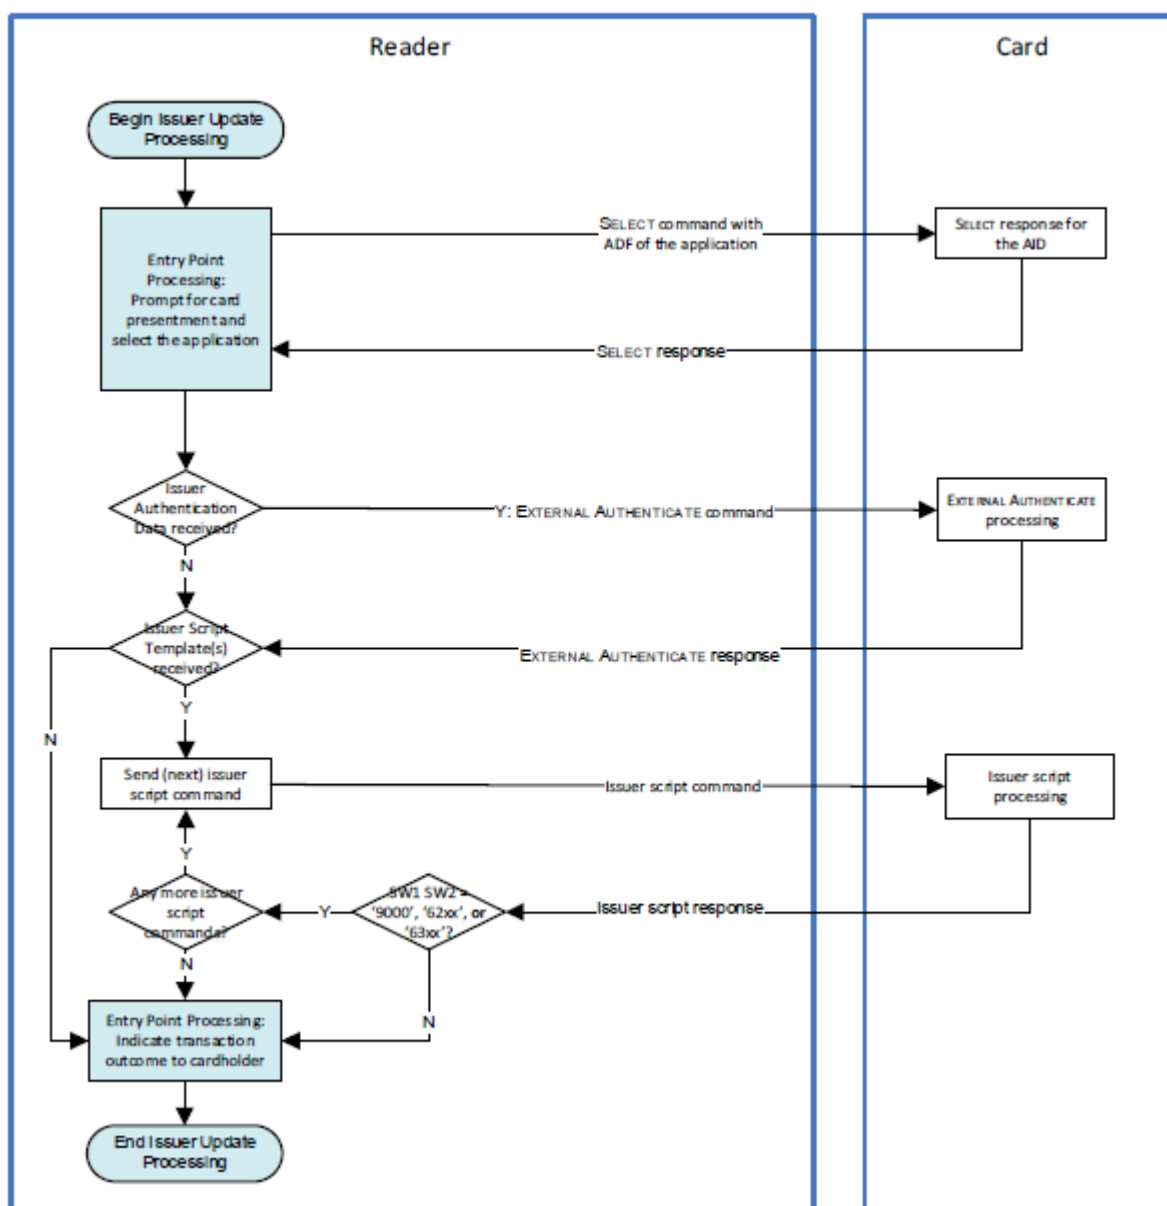 Reader
Card
Begin Issuer Update
Processing
Entry Point
Processing:
Prompt for card
presentment and
select the application
SELECT command with
ADF of the application
SELECT response for
the AID
SELECT response
Issuer
Authentication
Data received?
Y: EXTERNAL AUTHENTICATE command
EXTERNAL AUTHENTICATE
processing
N
Issuer Script
Template(s)
received?
EXTERNAL AUTHENTICATE response
Y
N
Send (next) issuer
script command
Issuer script command
Issuer script
processing
Y
Any more issuer
script
commands?
Y
SW1 SW2 =
‘9000’, ‘62xx’, or
‘63xx’?
Issuer script response
N
N
Entry Point Processing:
Indicate transaction
outcome to cardholder
End Issuer Update
Processing